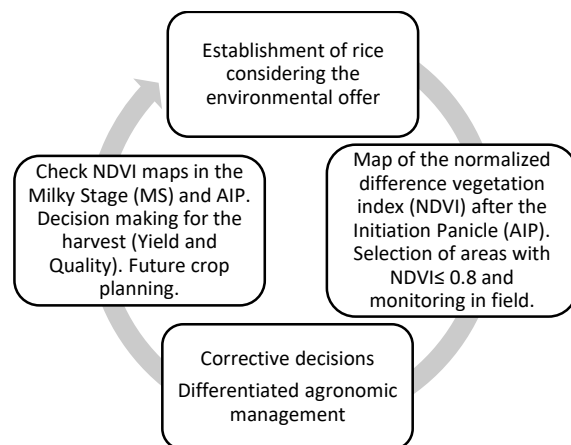 Establishment of rice
considering the
environmental offer
Map of the normalized
difference vegetation
index (NDVI) after the
Initiation Panicle (AIP).
Selection of areas with
NDVI≤ 0.8 and
monitoring in field.
Corrective decisions
Differentiated agronomic
management
Check NDVI maps in the
Milky Stage (MS) and AIP.
Decision making for the
harvest (Yield and
Quality). Future crop
planning.